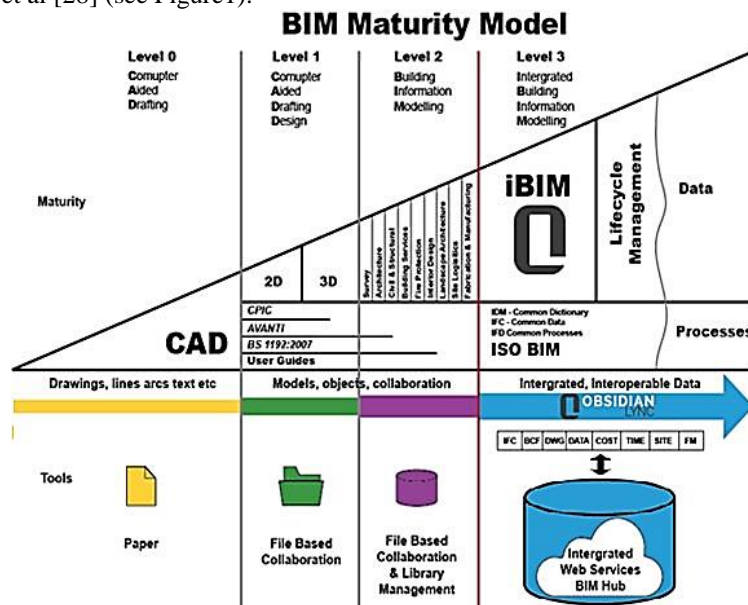 et al [28] (see Figure1).
BIM Maturity Model
Level 0
Comupter
Aided
Drafting
Level 1
Comupter
Aided
Drafting
Design
Level 2
Building
Information
Modelling
Level 3
Intergrated
Building
Information
Modelling
Maturity
2D
3D
Survey
Architecture
Civil & Structural
Building Services
Fire Protection
Interior Design
Landscape Architecture
Site Logistics
Fabrication & Manufacturing
iBIM
Lifecycle
Management
Data
CAD
CPIC
AVANTI
BS 1192:2007
User Guides
IDM - Common Dictionary
IFC - Common Data
IFD Common Processes
ISO BIM
Processes
Drawings, lines arcs text etc
Models, objects, collaboration
Intergrated, Interoperable Data
OBSIDIAN
LYNC
IFC BCF DWG DATA COST TIME SITE FM
Tools
Paper
File Based
Collaboration
File Based
Collaboration
& Library
Management
Intergrated
Web Services
BIM Hub